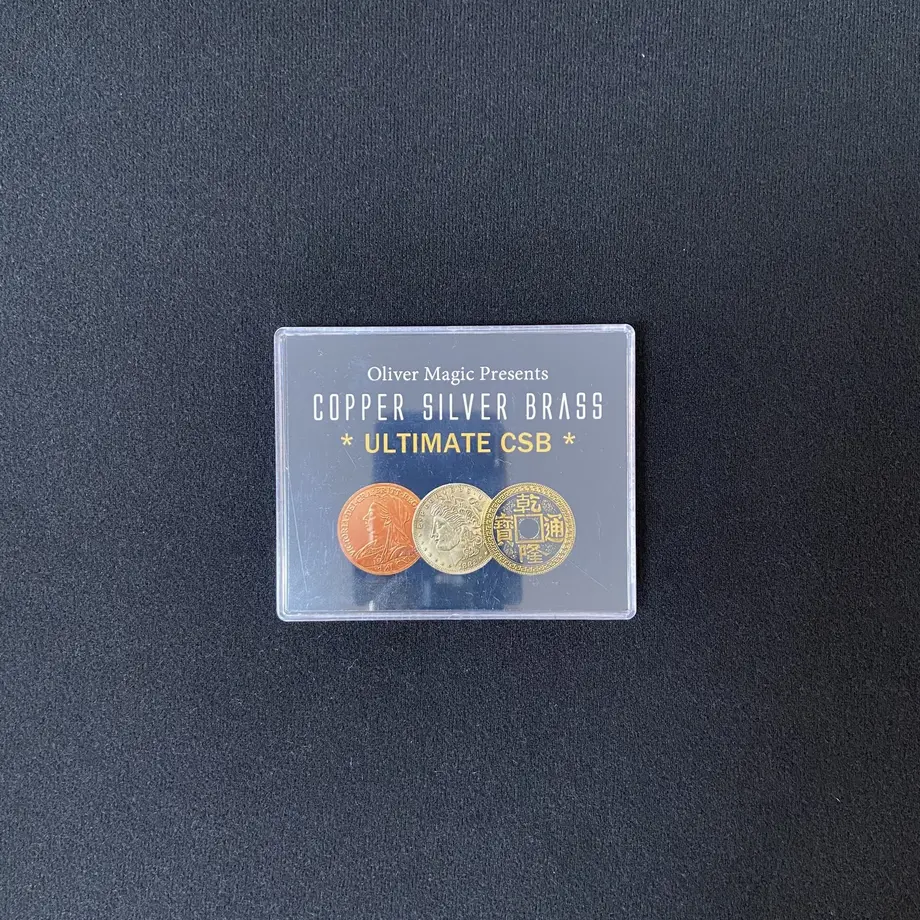 Oliver Magic Presents
COPPER SILVER BRASS
* ULTIMATE CSB *
乾
寶 通
隆